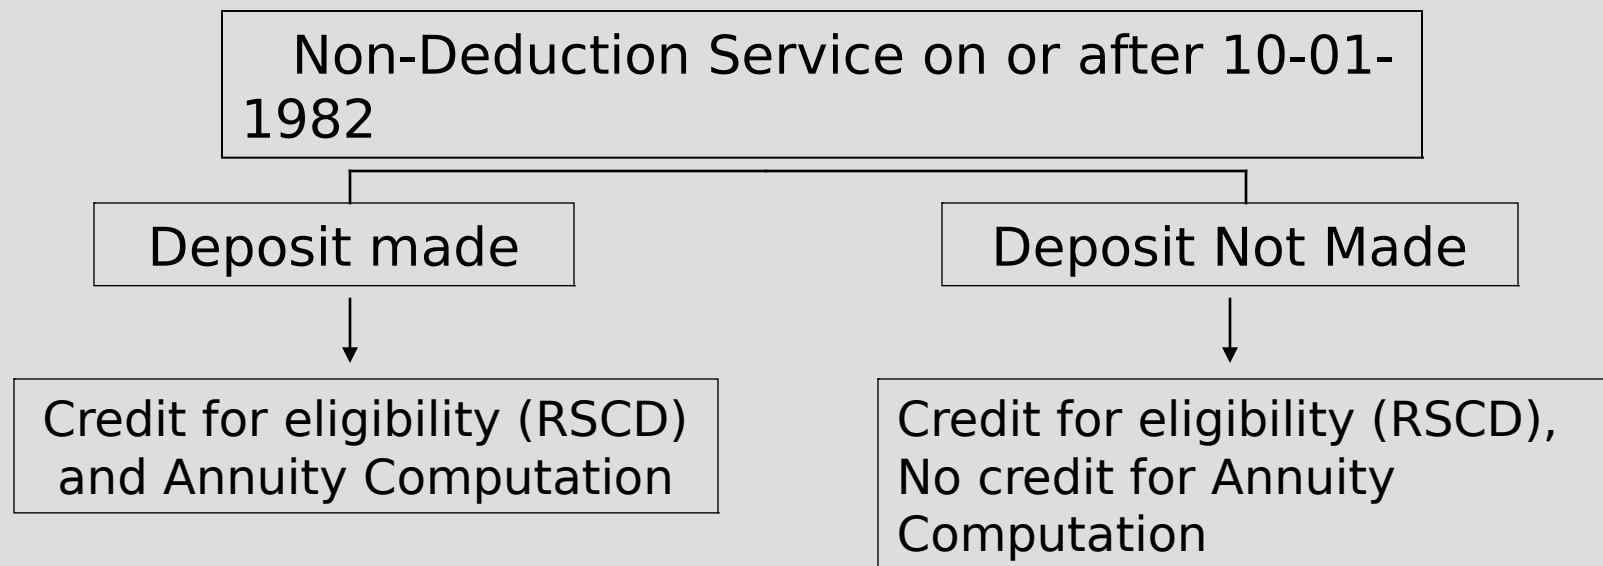 Non-Deduction Service on or after 10-01-
1982
Deposit made
Deposit Not Made
Credit for eligibility (RSCD)
and Annuity Computation
Credit for eligibility (RSCD),
No credit for Annuity
Computation